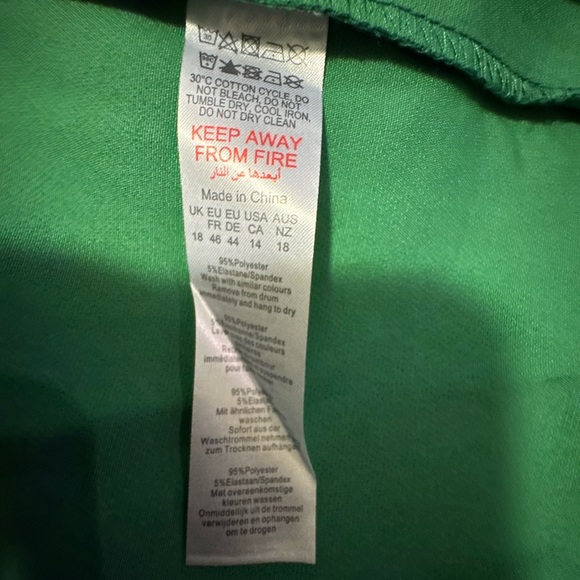 30°C COTTON CYCLE, DO
NOT BLEACH, DO NOT
TUMBLE DRY, COOL IRON,
DO NOT DRY CLEAN
KEEP AWAY
FROM FIRE
أبعدها عن النار
Made in China
UK EU EU USA AUS
FR DE CA NZ
18 46 44 14 18
95%Polyester
5%Elastane/Spandex
Wash with similar colours
Remove from drum
immediately and hang to dry
Polyester
couleurs
immédiatement
pour suspendre
95%
5%
Mit ähnlichen
waschen
Sofort aus der
Waschtrommel nehmen
zum Trocknen
95%Polyester
5%Elastaan/Spandex
Met overeenkomstige
kleuren wassen
Onmiddellijk uit de trommel
verwijderen en ophangen
om te drogen